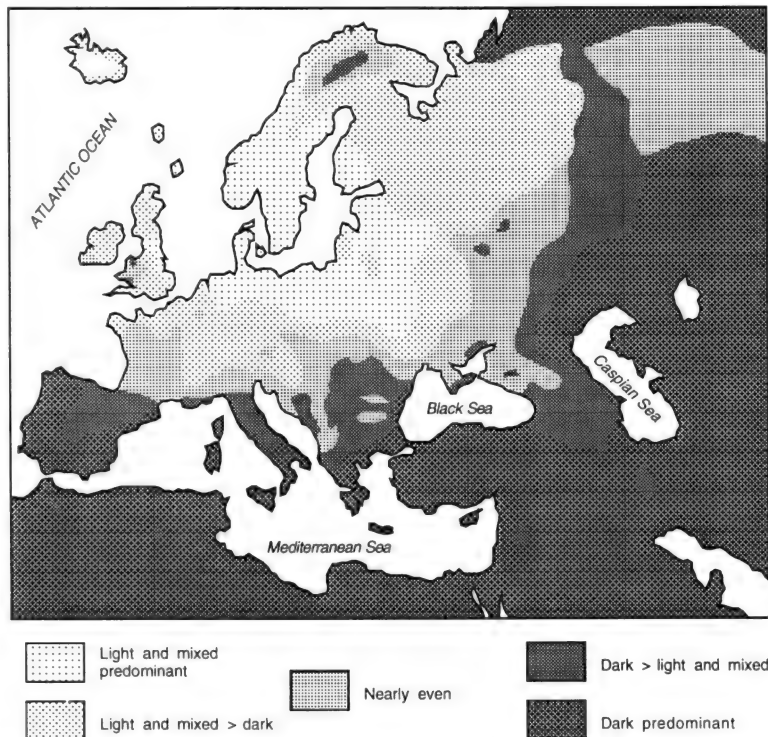 ATLANTIC OCEAN
Caspian Sea
Black Sea
Mediterranean Sea
Light and mixed
predominant
Light and mixed > dark
Nearly even
Dark > light and mixed
Dark predominant